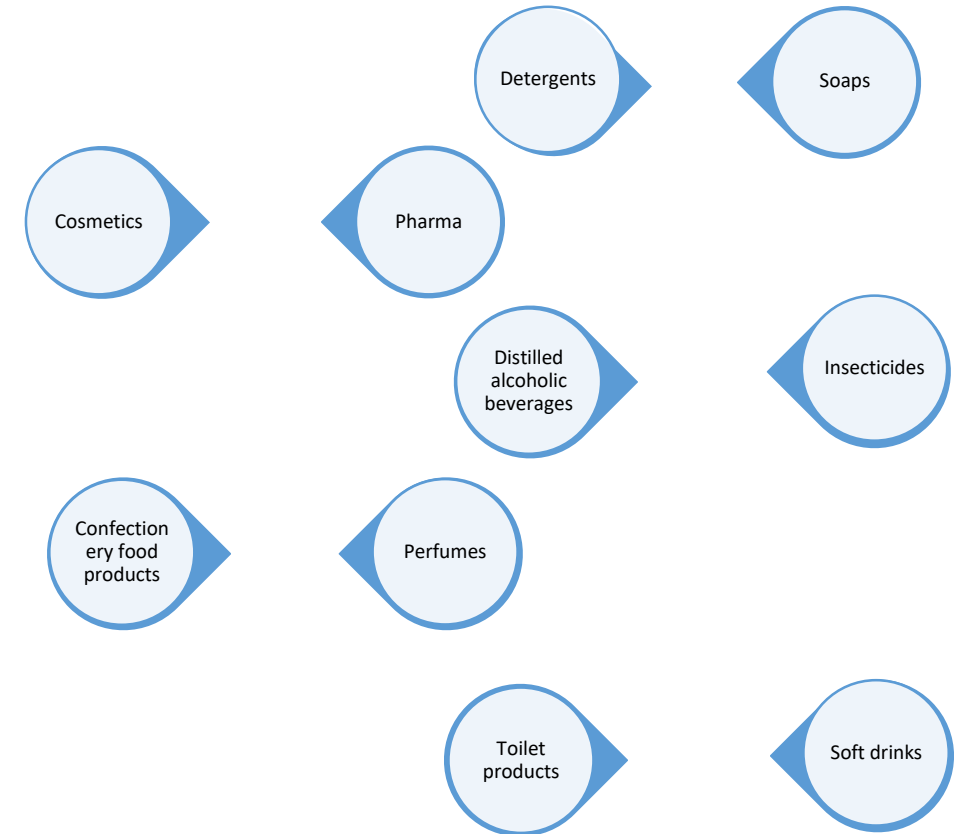 Detergents
Soaps
Cosmetics
Pharma
Distilled
alcoholic
beverages
Insecticides
Confection
ery food
products
Perfumes
Toilet
products
Soft drinks